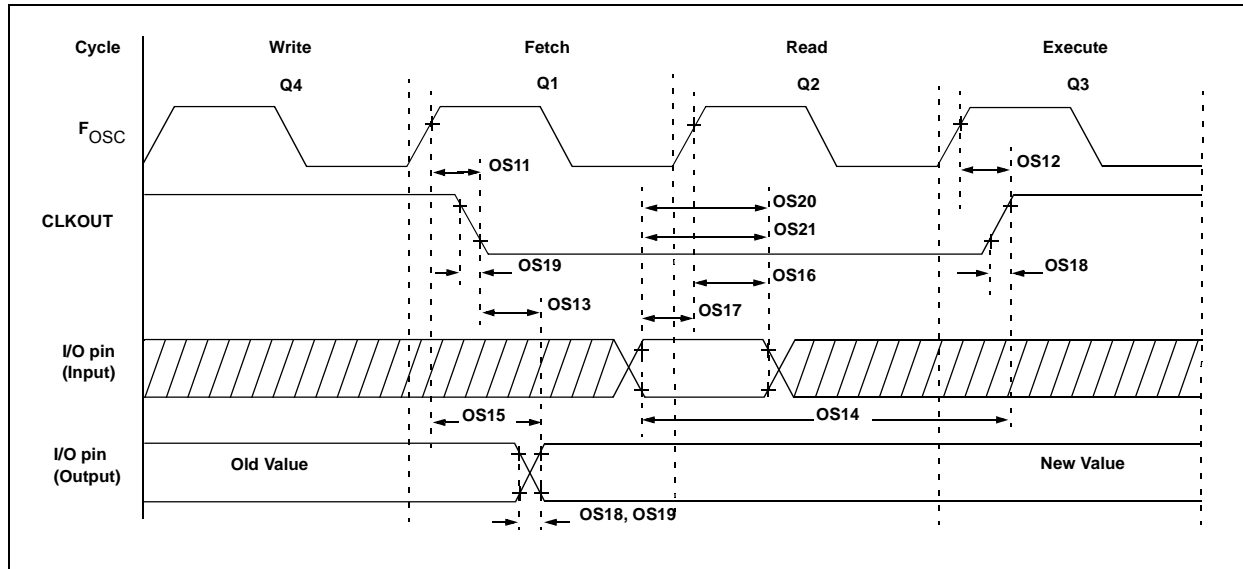 Cycle Write Fetch Read Execute
Q4 Q1 Q2 Q3
FOSC
OS11 OS12
CLKOUT
OS20
OS21
OS19 OS16 OS18
OS13 OS17
I/O pin
(Input)
OS15 OS14
I/O pin
(Output)
Old Value New Value
OS18, OS19